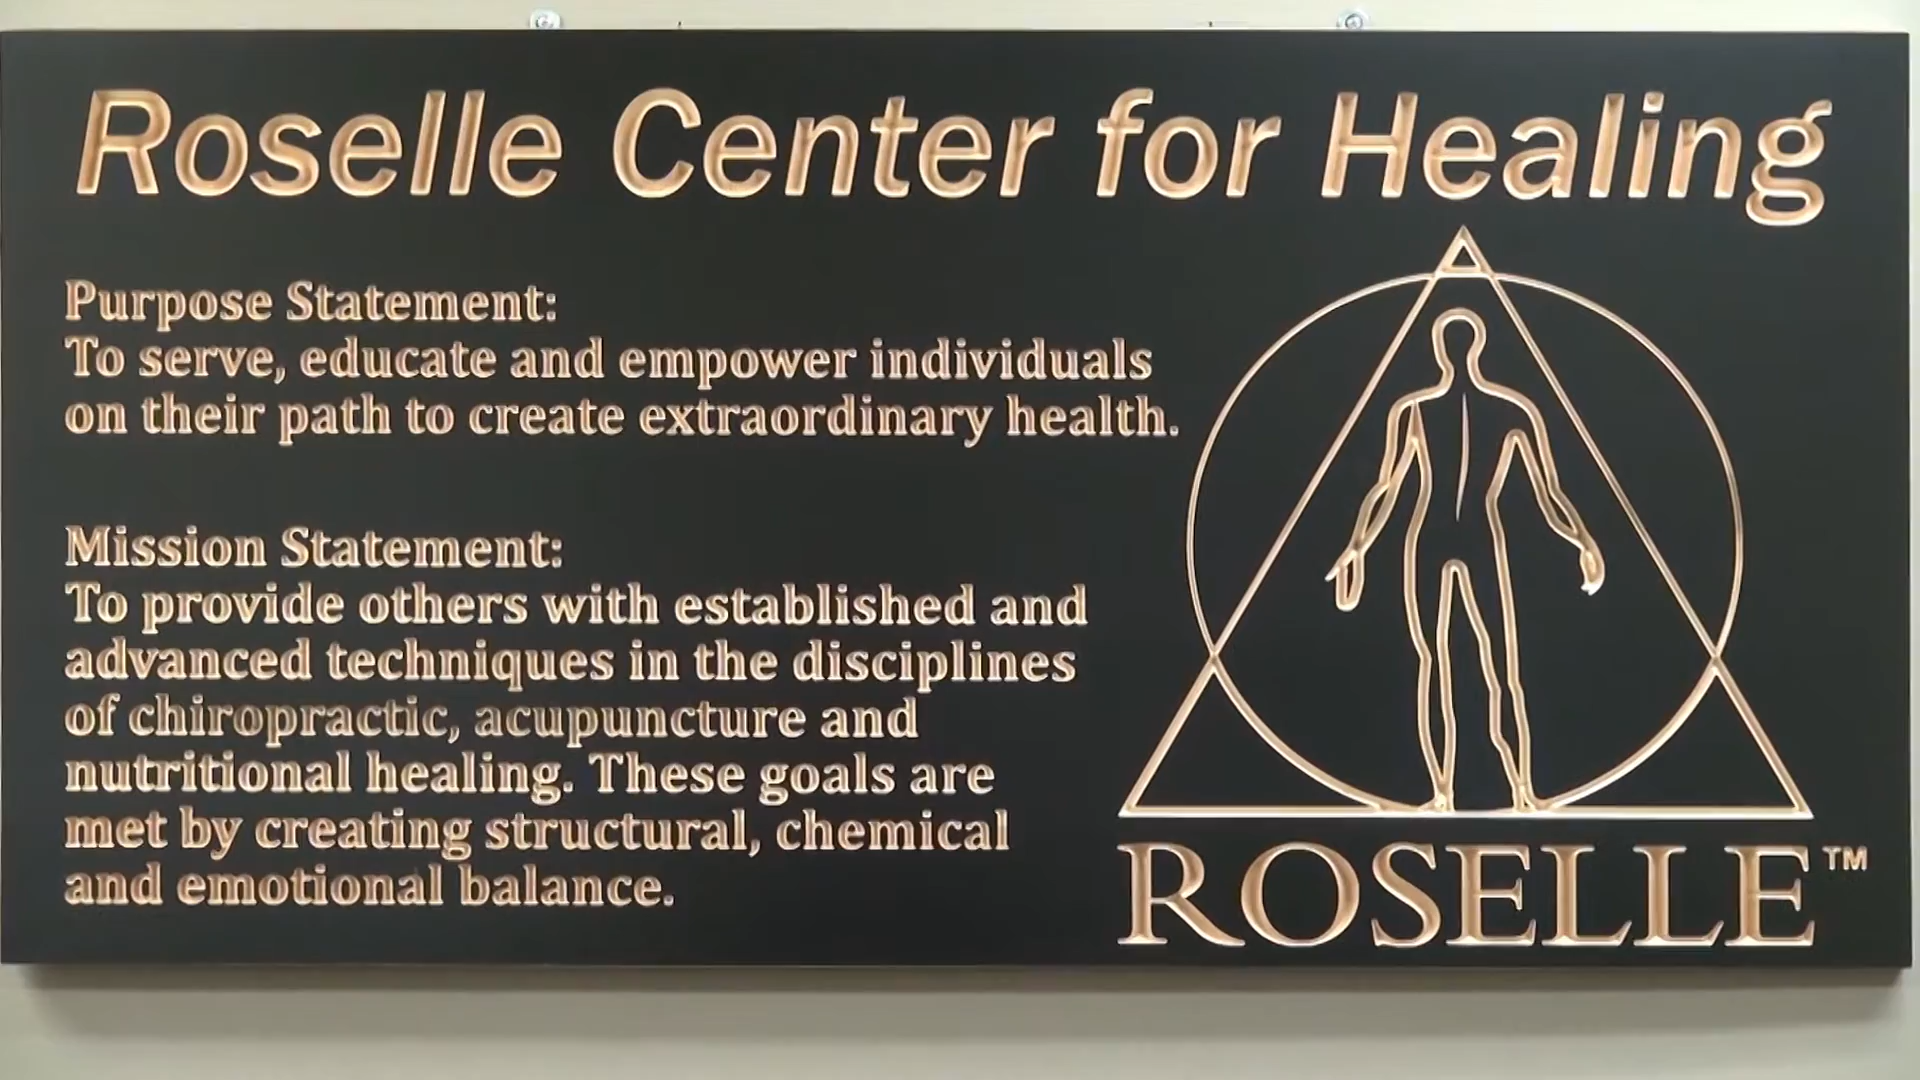 Roselle Center for Healing
Purpose Statement:
To serve, educate and empower individuals
on their path to create extraordinary health.
Mission Statement:
To provide others with established and
advanced techniques in the disciplines
of chiropractic, acupuncture and
nutritional healing. These goals are
met by creating structural, chemical
and emotional balance.
ROSELLE™